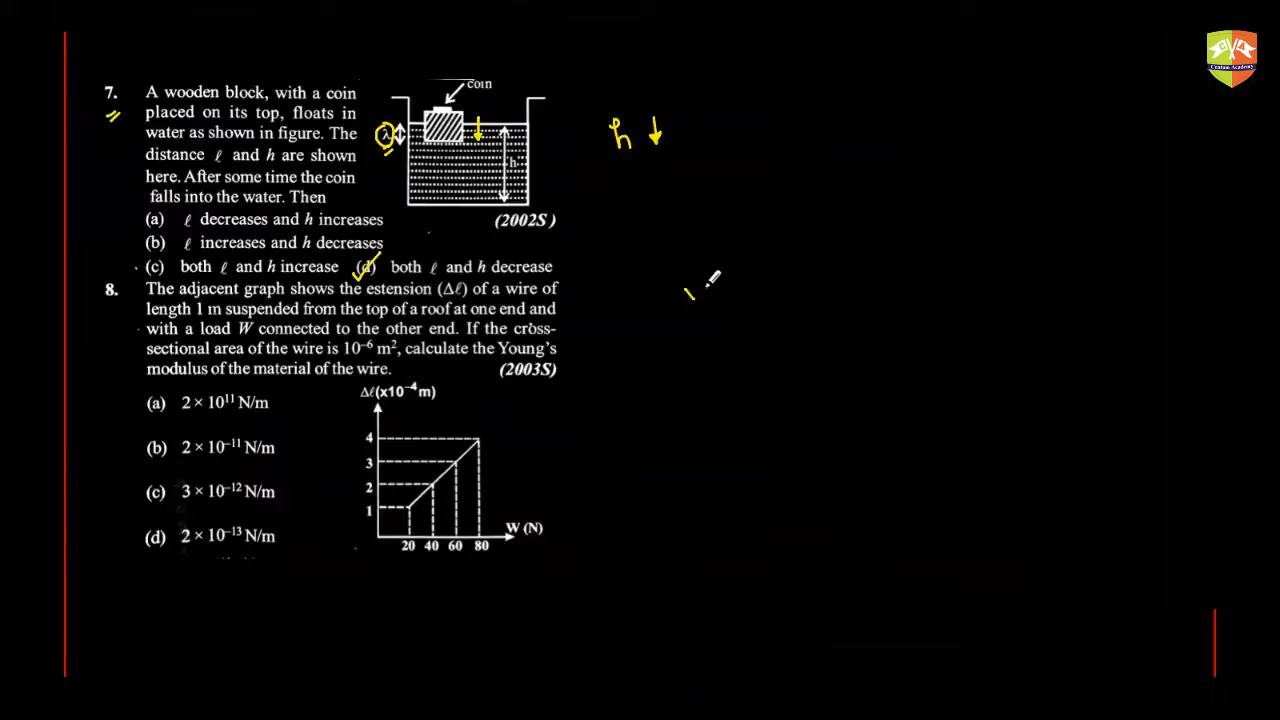 7. A wooden block, with a coin
placed on its top, floats in
water as shown in figure. The
distance ℓ and h are shown
here. After some time the coin
falls into the water. Then
coin
λ
h
(a) ℓ decreases and h increases (2002S)
(b) ℓ increases and h decreases
(c) both ℓ and h increase (d) both ℓ and h decrease
8. The adjacent graph shows the estension (Δℓ) of a wire of
length 1 m suspended from the top of a roof at one end and
with a load W connected to the other end. If the cross-
sectional area of the wire is 10⁻⁶ m², calculate the Young's
modulus of the material of the wire. (2003S)
(a) 2 × 10¹¹ N/m
(b) 2 × 10⁻¹¹ N/m
(c) 3 × 10⁻¹² N/m
(d) 2 × 10⁻¹³ N/m
Δℓ(x10⁻⁴m)
4
3
2
1
W (N)
20 40 60 80
h ↓
C A
Centum Academy